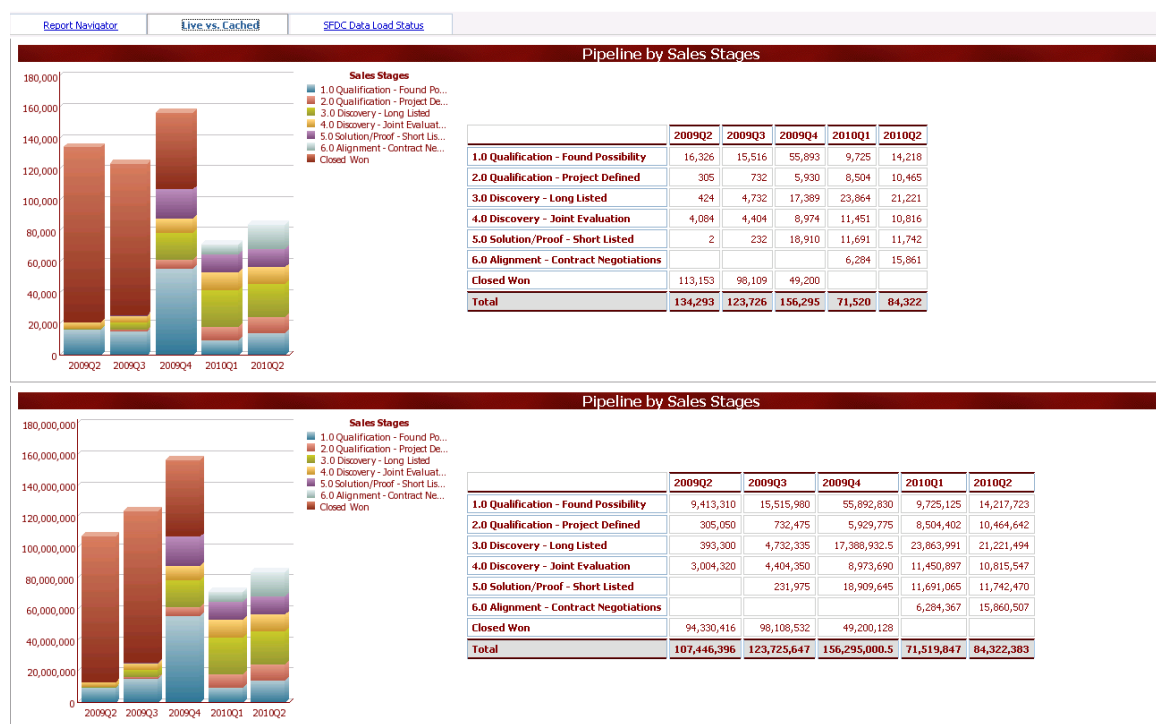 Report Navigator Live vs. Cached SFDC Data Load Status
Pipeline by Sales Stages
180,000
160,000
140,000
120,000
100,000
80,000
60,000
40,000
20,000
0
2009Q2 2009Q3 2009Q4 2010Q1 2010Q2
Sales Stages
1.0 Qualification - Found Po...
2.0 Qualification - Project De...
3.0 Discovery - Long Listed
4.0 Discovery - Joint Evaluat...
5.0 Solution/Proof - Short Lis...
6.0 Alignment - Contract Ne...
Closed Won
2009Q2 2009Q3 2009Q4 2010Q1 2010Q2
1.0 Qualification - Found Possibility 16,326 15,516 55,893 9,725 14,218
2.0 Qualification - Project Defined 305 732 5,930 8,504 10,465
3.0 Discovery - Long Listed 424 4,732 17,389 23,864 21,221
4.0 Discovery - Joint Evaluation 4,084 4,404 8,974 11,451 10,816
5.0 Solution/Proof - Short Listed 2 232 18,910 11,691 11,742
6.0 Alignment - Contract Negotiations 6,284 15,861
Closed Won 113,153 98,109 49,200
Total 134,293 123,726 156,295 71,520 84,322
Pipeline by Sales Stages
180,000,000
160,000,000
140,000,000
120,000,000
100,000,000
80,000,000
60,000,000
40,000,000
20,000,000
0
2009Q2 2009Q3 2009Q4 2010Q1 2010Q2
Sales Stages
1.0 Qualification - Found Po...
2.0 Qualification - Project De...
3.0 Discovery - Long Listed
4.0 Discovery - Joint Evaluat...
5.0 Solution/Proof - Short Lis...
6.0 Alignment - Contract Ne...
Closed Won
2009Q2 2009Q3 2009Q4 2010Q1 2010Q2
1.0 Qualification - Found Possibility 9,413,310 15,515,980 55,892,830 9,725,125 14,217,723
2.0 Qualification - Project Defined 305,050 732,475 5,929,775 8,504,402 10,464,642
3.0 Discovery - Long Listed 393,300 4,732,335 17,388,932.5 23,863,991 21,221,494
4.0 Discovery - Joint Evaluation 3,004,320 4,404,350 8,973,690 11,450,897 10,815,547
5.0 Solution/Proof - Short Listed 231,975 18,909,645 11,691,065 11,742,470
6.0 Alignment - Contract Negotiations 6,284,367 15,860,507
Closed Won 94,330,416 98,108,532 49,200,128
Total 107,446,396 123,725,647 156,295,000.5 71,519,847 84,322,383